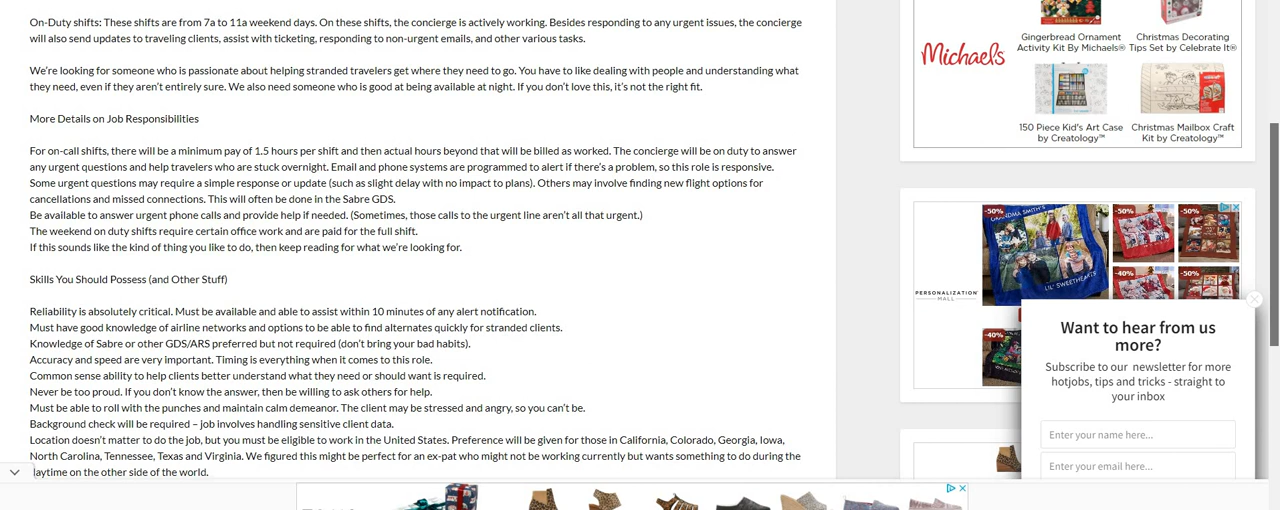 On-Duty shifts: These shifts are from 7a to 11a weekend days. On these shifts, the concierge is actively working. Besides responding to any urgent issues, the concierge
will also send updates to traveling clients, assist with ticketing, responding to non-urgent emails, and other various tasks.
We're looking for someone who is passionate about helping stranded travelers get where they need to go. You have to like dealing with people and understanding what
they need, even if they aren't entirely sure. We also need someone who is good at being available at night. If you don't love this, it's not the right fit.
More Details on Job Responsibilities
For on-call shifts, there will be a minimum pay of 1.5 hours per shift and then actual hours beyond that will be billed as worked. The concierge will be on duty to answer
any urgent questions and help travelers who are stuck overnight. Email and phone systems are programmed to alert if there's a problem, so this role is responsive.
Some urgent questions may require a simple response or update (such as slight delay with no impact to plans). Others may involve finding new flight options for
cancellations and missed connections. This will often be done in the Sabre GDS.
Be available to answer urgent phone calls and provide help if needed. (Sometimes, those calls to the urgent line aren't all that urgent.)
The weekend on duty shifts require certain office work and are paid for the full shift.
If this sounds like the kind of thing you like to do, then keep reading for what we're looking for.
Skills You Should Possess (and Other Stuff)
Reliability is absolutely critical. Must be available and able to assist within 10 minutes of any alert notification.
Must have good knowledge of airline networks and options to be able to find alternates quickly for stranded clients.
Knowledge of Sabre or other GDS/ARS preferred but not required (don't bring your bad habits).
Accuracy and speed are very important. Timing is everything when it comes to this role.
Common sense ability to help clients better understand what they need or should want is required.
Never be too proud. If you don't know the answer, then be willing to ask others for help.
Must be able to roll with the punches and maintain calm demeanor. The client may be stressed and angry, so you can't be.
Background check will be required – job involves handling sensitive client data.
Location doesn't matter to do the job, but you must be eligible to work in the United States. Preference will be given for those in California, Colorado, Georgia, Iowa,
North Carolina, Tennessee, Texas and Virginia. We figured this might be perfect for an ex-pat who might not be working currently but wants something to do during the
daytime on the other side of the world.
Michaels
Gingerbread Ornament
Activity Kit By Michaels®
Christmas Decorating
Tips Set by Celebrate It®
150 Piece Kid's Art Case
by Creatology™
Christmas Mailbox Craft
Kit by Creatology™
PERSONALIZATION
MALL
-50%
GRANDMA SMITH'S
LIL' SWEETHEARTS
-50%
-50%
-40%
-50%
-40%
Want to hear from us
more?
Subscribe to our newsletter for more
hotjobs, tips and tricks - straight to
your inbox
Enter your name here...
Enter your email here...